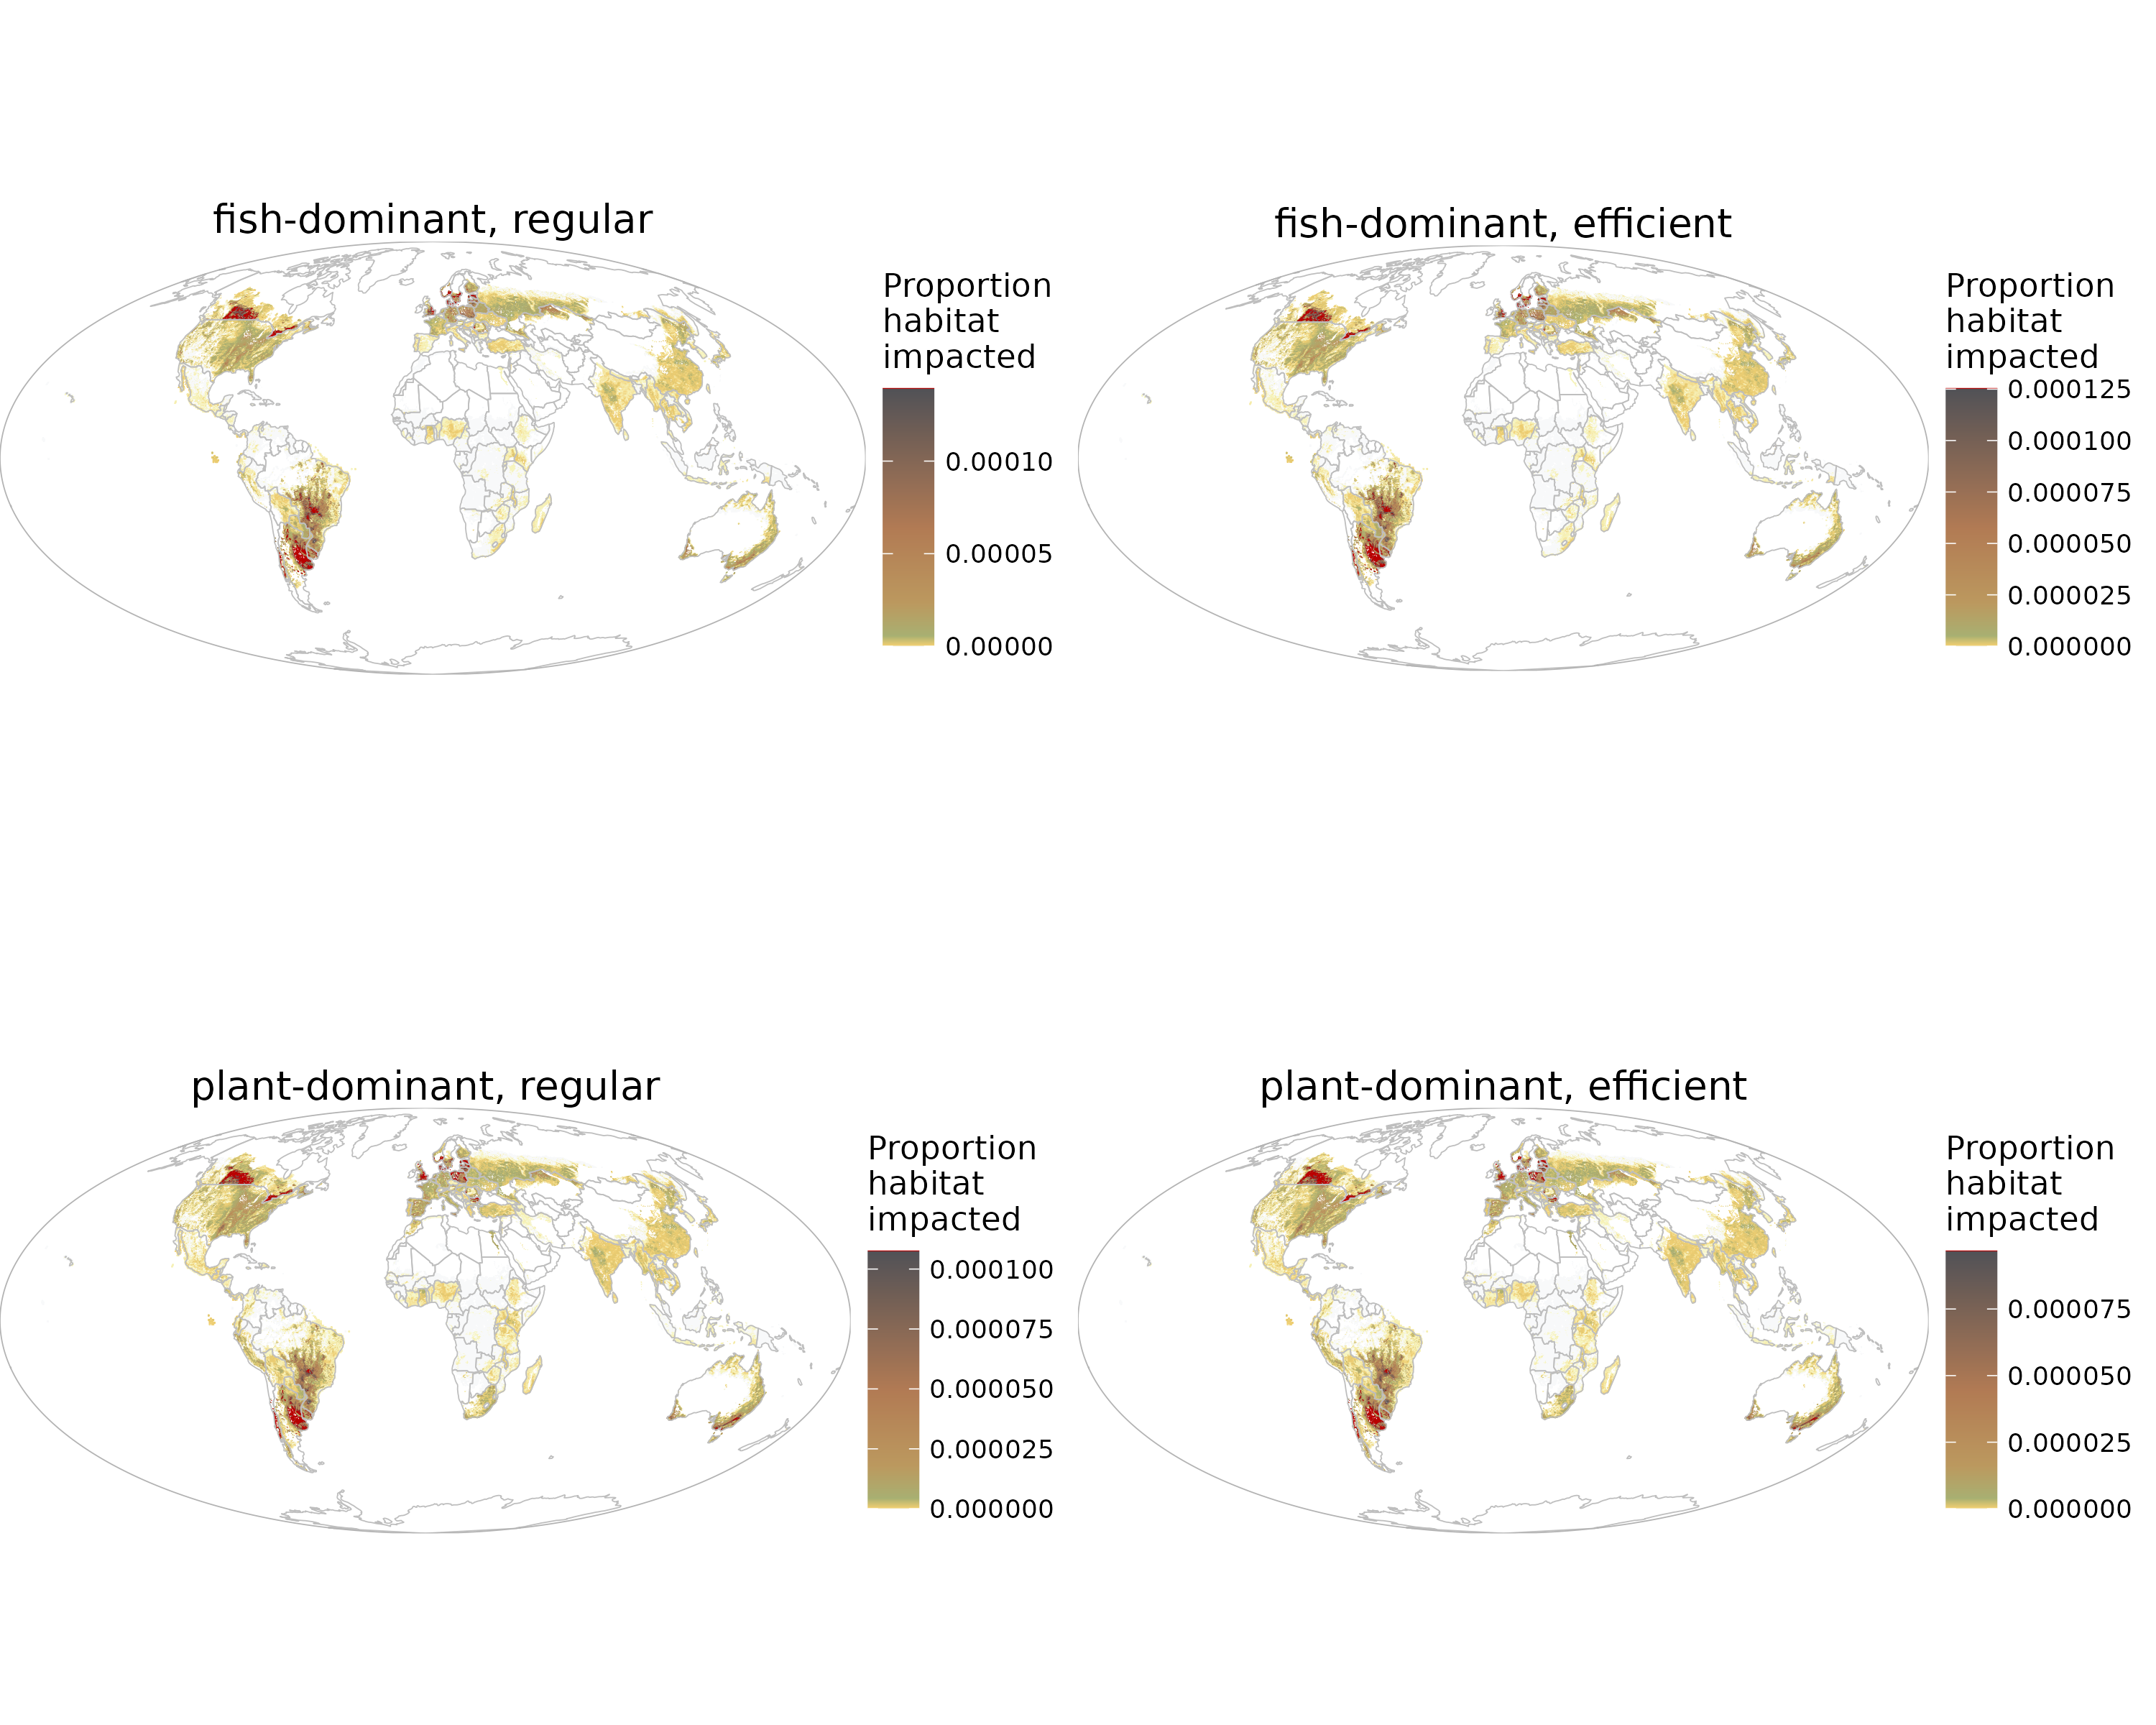 fish-dominant, regular
Proportion
habitat
impacted
0.00010
0.00005
0.00000
fish-dominant, efficient
Proportion
habitat
impacted
0.000125
0.000100
0.000075
0.000050
0.000025
0.000000
plant-dominant, regular
Proportion
habitat
impacted
0.000100
0.000075
0.000050
0.000025
0.000000
plant-dominant, efficient
Proportion
habitat
impacted
0.000075
0.000050
0.000025
0.000000